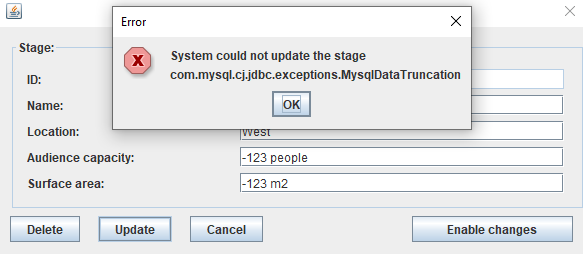 Error
System could not update the stage
com.mysql.cj.jdbc.exceptions.MysqlDataTruncation
OK
Stage:
ID:
Name:
Location:
West
Audience capacity:
-123 people
Surface area:
-123 m2
Delete
Update
Cancel
Enable changes